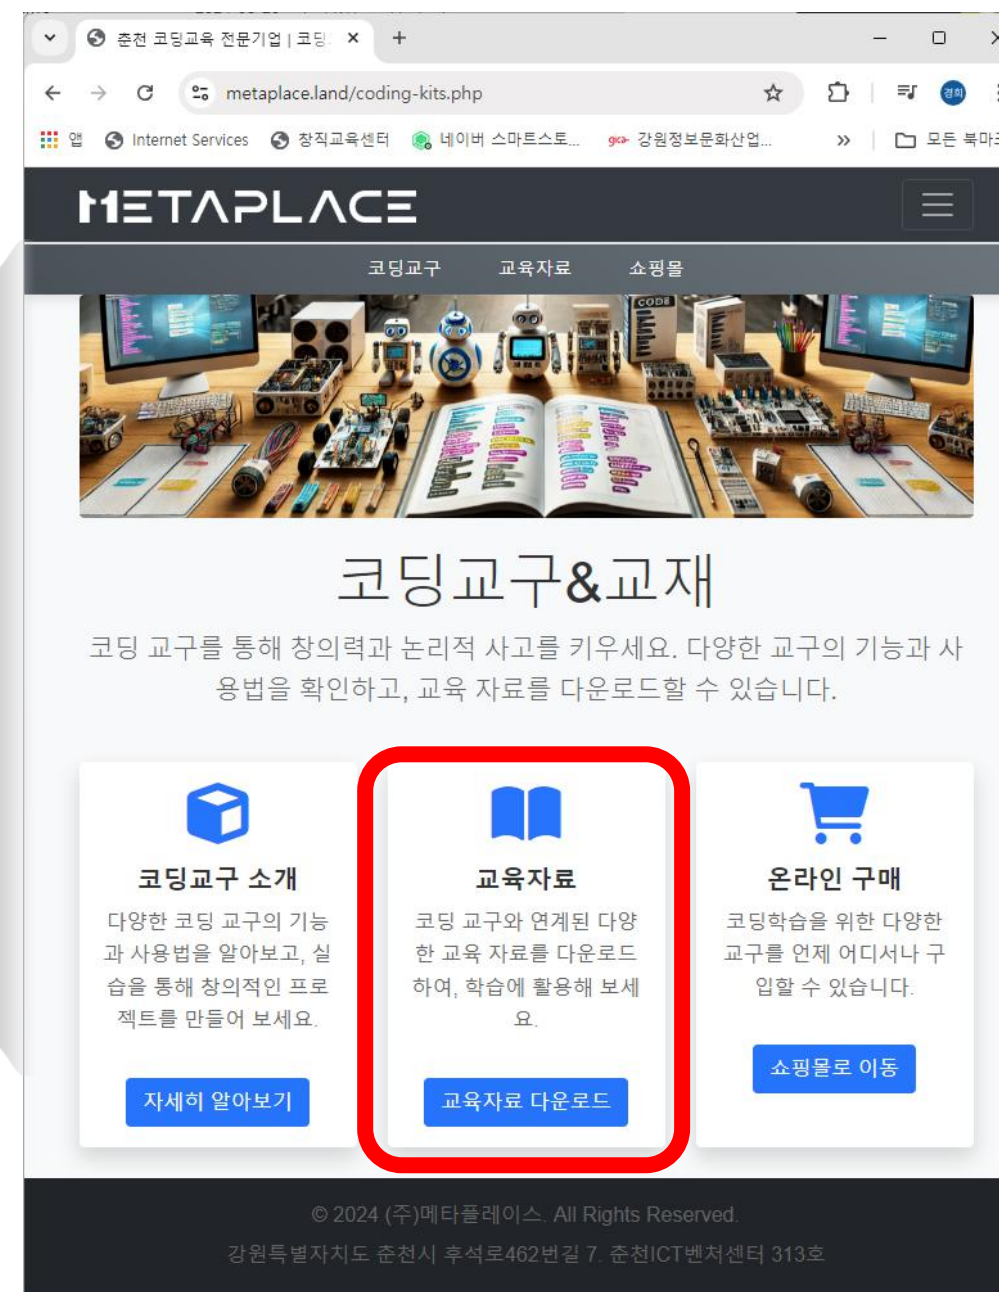 춘천 코딩교육 전문기업 | 코딩
metaplace.land/coding-kits.php
경희
앱 Internet Services 창직교육센터 네이버 스마트스토... gica 강원정보문화산업... » 모든 북마크
METAPLACE
코딩교구 교육자료 쇼핑몰
CODE
코딩교구&교재
코딩 교구를 통해 창의력과 논리적 사고를 키우세요. 다양한 교구의 기능과 사
용법을 확인하고, 교육 자료를 다운로드할 수 있습니다.
코딩교구 소개
다양한 코딩 교구의 기능
과 사용법을 알아보고, 실
습을 통해 창의적인 프로
젝트를 만들어 보세요.
자세히 알아보기
교육자료
코딩 교구와 연계된 다양
한 교육 자료를 다운로드
하여, 학습에 활용해 보세
요.
교육자료 다운로드
온라인 구매
코딩학습을 위한 다양한
교구를 언제 어디서나 구
입할 수 있습니다.
쇼핑몰로 이동
© 2024 (주)메타플레이스. All Rights Reserved.
강원특별자치도 춘천시 후석로462번길 7. 춘천ICT벤처센터 313호